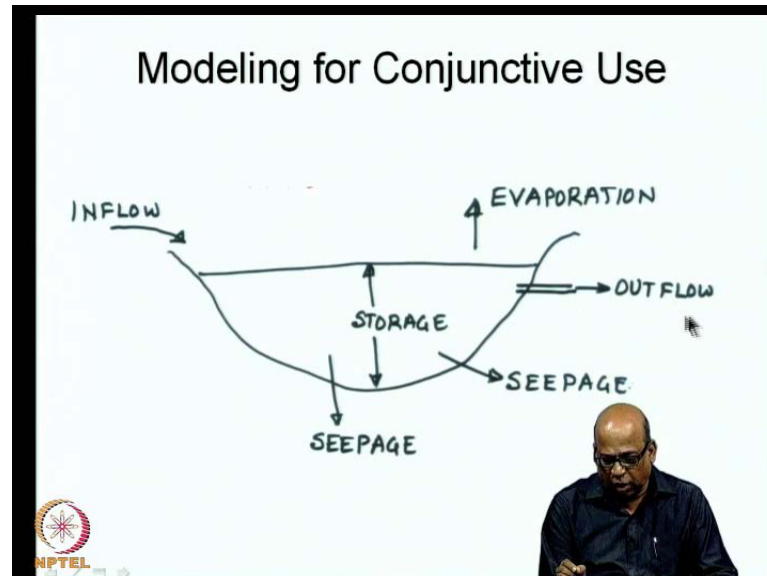 Modeling for Conjunctive Use
INFLOW
EVAPORATION
OUTFLOW
STORAGE
SEEPAGE
SEEPAGE
NPTEL